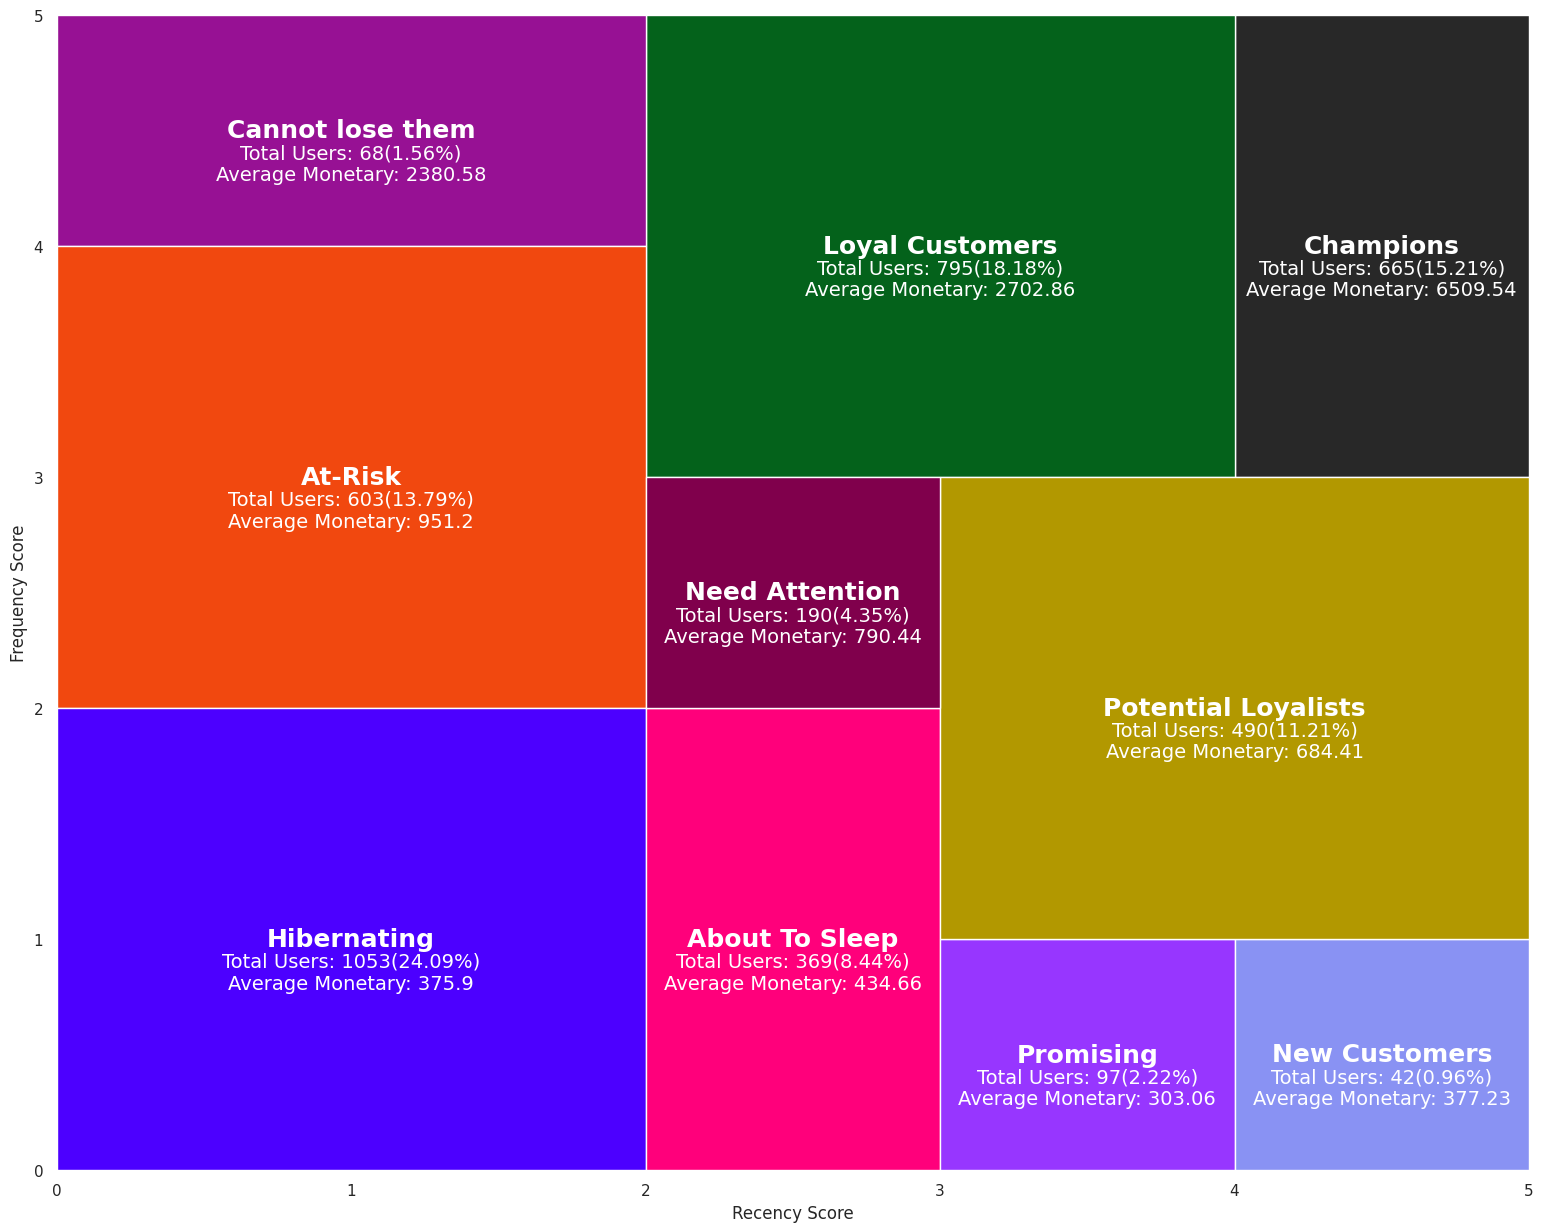 5
Cannot lose them
Total Users: 68(1.56%)
Average Monetary: 2380.58
4
Loyal Customers
Total Users: 795(18.18%)
Average Monetary: 2702.86
Champions
Total Users: 665(15.21%)
Average Monetary: 6509.54
At-Risk
Total Users: 603(13.79%)
Average Monetary: 951.2
3
Need Attention
Total Users: 190(4.35%)
Average Monetary: 790.44
Frequency Score
2
Potential Loyalists
Total Users: 490(11.21%)
Average Monetary: 684.41
Hibernating
Total Users: 1053(24.09%)
Average Monetary: 375.9
About To Sleep
Total Users: 369(8.44%)
Average Monetary: 434.66
1
Promising
Total Users: 97(2.22%)
Average Monetary: 303.06
New Customers
Total Users: 42(0.96%)
Average Monetary: 377.23
0
0 1 2 3 4 5
Recency Score